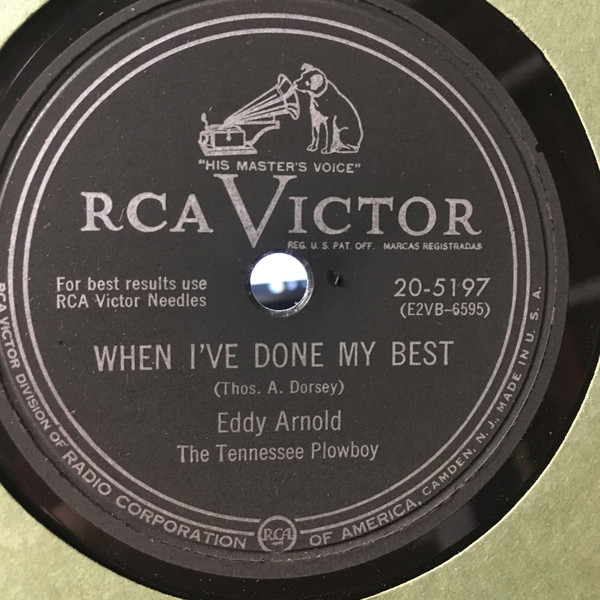 "HIS MASTER'S VOICE"
RCA VICTOR
REG. U. S. PAT. OFF. MARCAS REGISTRADAS
For best results use
RCA Victor Needles
20-5197
(E2VB-6595)
WHEN I'VE DONE MY BEST
(Thos. A. Dorsey)
Eddy Arnold
The Tennessee Plowboy
RCA VICTOR DIVISION OF RADIO CORPORATION OF AMERICA, CAMDEN, N. J., MADE IN U. S. A.
RCA